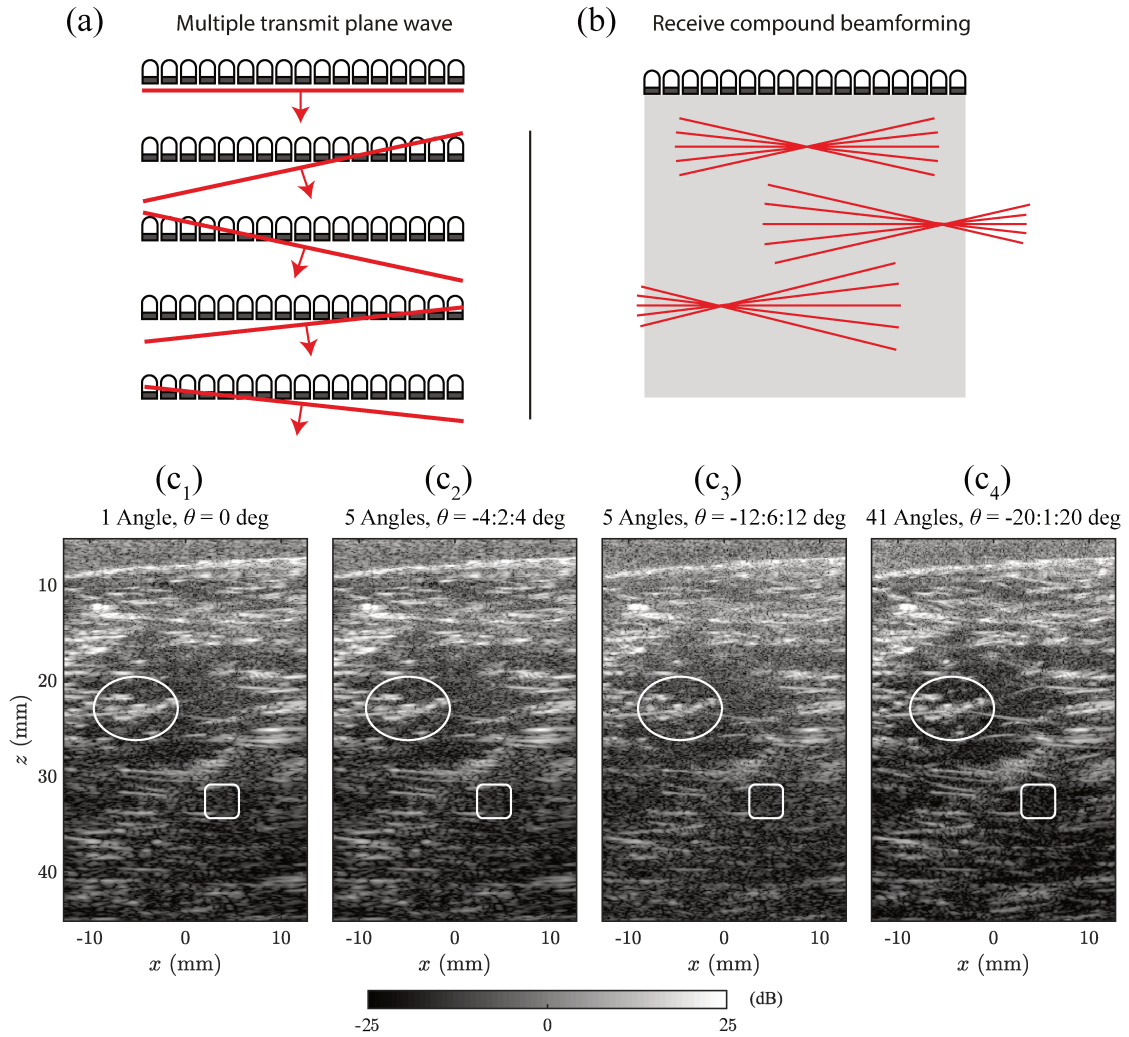 (a) Multiple transmit plane wave
(b) Receive compound beamforming
(c1)
1 Angle, θ = 0 deg
(c2)
5 Angles, θ = -4:2:4 deg
(c3)
5 Angles, θ = -12:6:12 deg
(c4)
41 Angles, θ = -20:1:20 deg
z (mm)
10
20
30
40
-10 0 10
x (mm)
-10 0 10
x (mm)
-10 0 10
x (mm)
-10 0 10
x (mm)
(dB)
-25 0 25